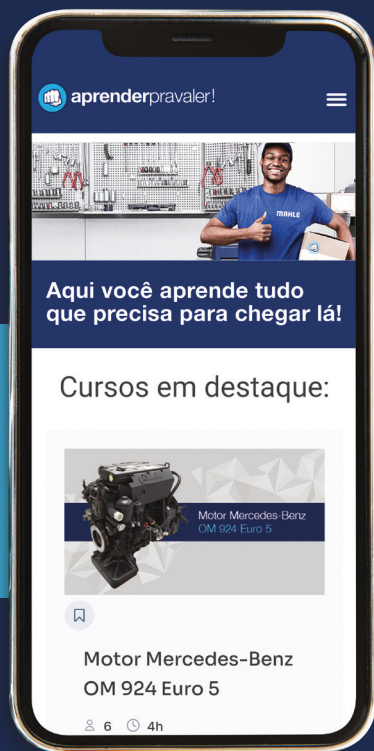 aprenderpravaler!
MAHLE
Aqui você aprende tudo
que precisa para chegar lá!
Cursos em destaque:
Motor Mercedes-Benz
OM 924 Euro 5
Motor Mercedes-Benz
OM 924 Euro 5
6 4h